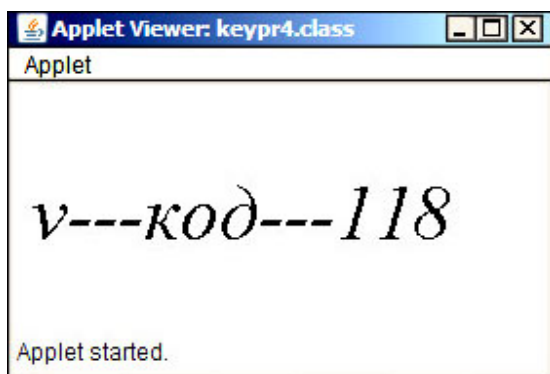 Applet Viewer: keypr4.class
Applet
v---код---118
Applet started.